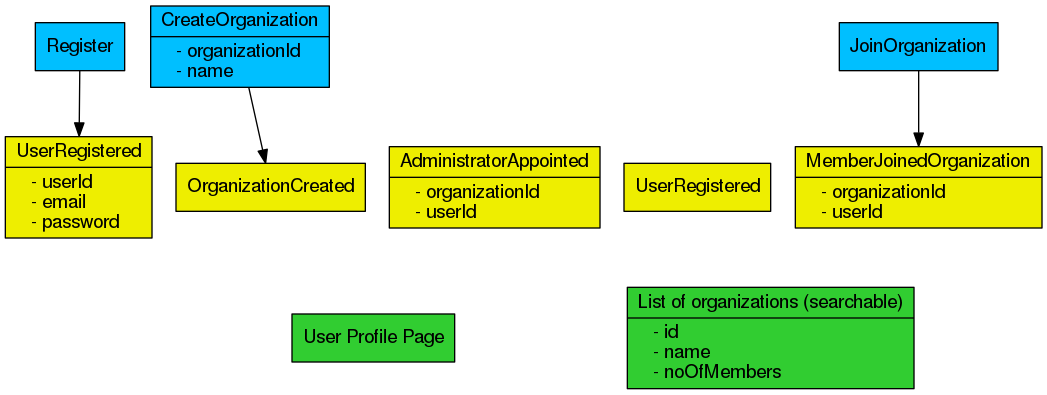 Register
CreateOrganization
- organizationId
- name
JoinOrganization
UserRegistered
- userId
- email
- password
OrganizationCreated
AdministratorAppointed
- organizationId
- userId
UserRegistered
MemberJoinedOrganization
- organizationId
- userId
User Profile Page
List of organizations (searchable)
- id
- name
- noOfMembers